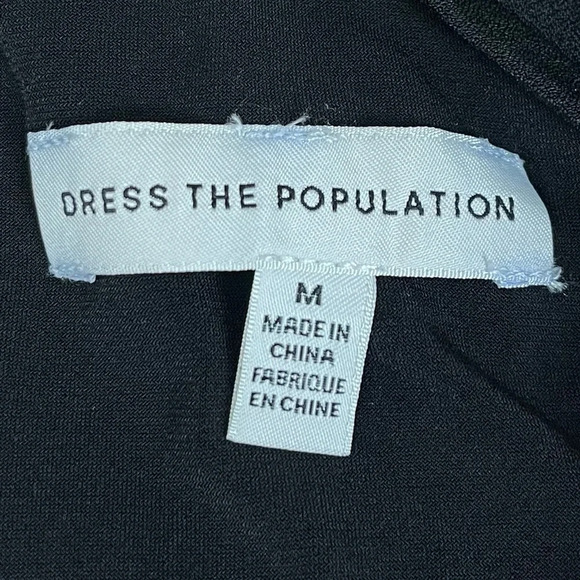 DRESS THE POPULATION
M
MADE IN
CHINA
FABRIQUE
EN CHINE